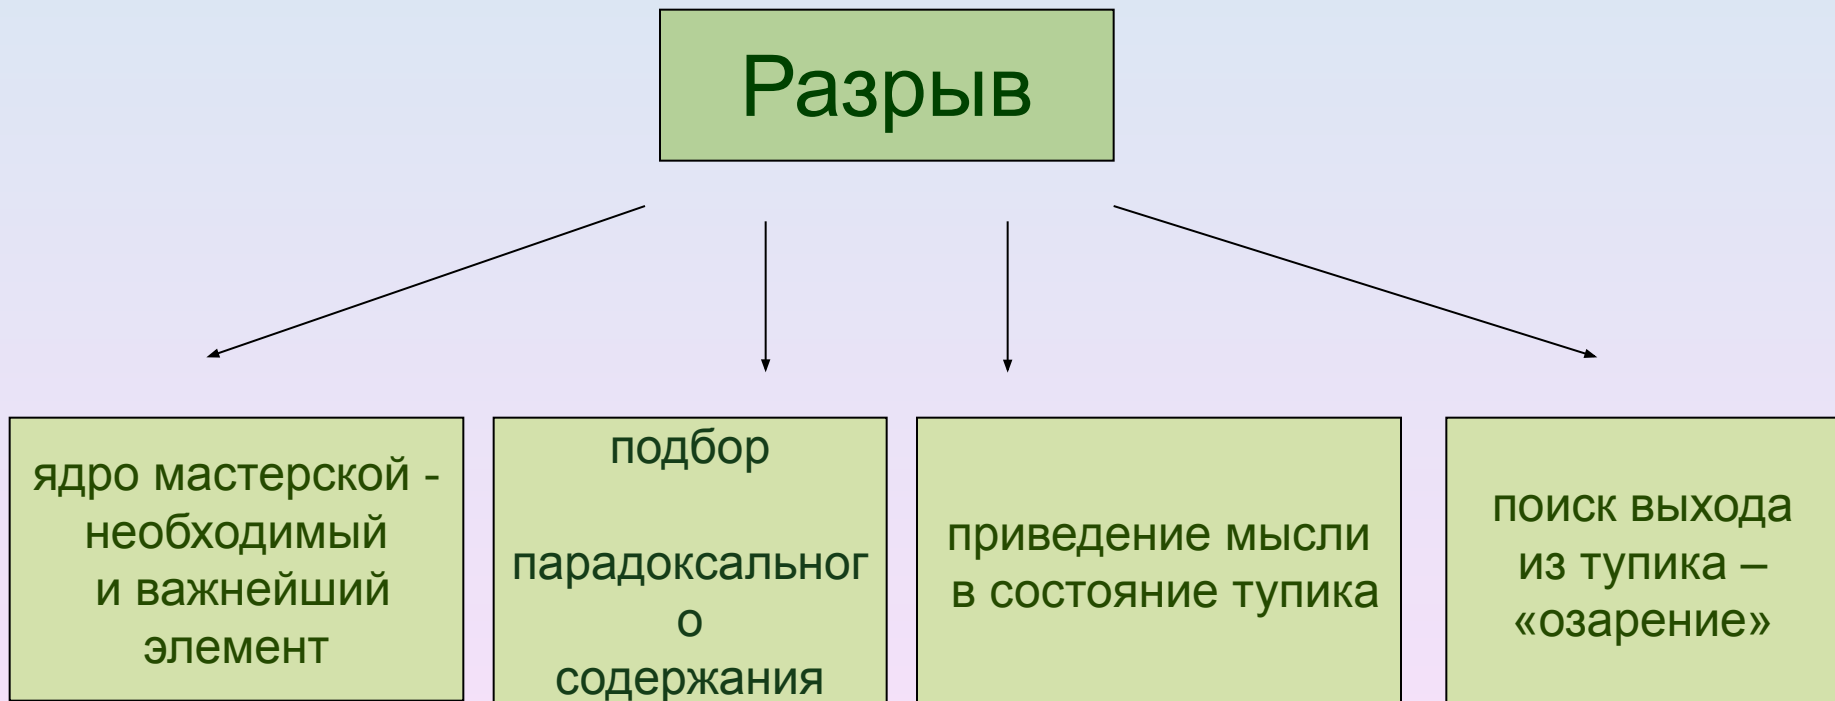 Разрыв
ядро мастерской -
необходимый
и важнейший
элемент
подбор
парадоксальног
о
содержания
приведение мысли
в состояние тупика
поиск выхода
из тупика –
«озарение»